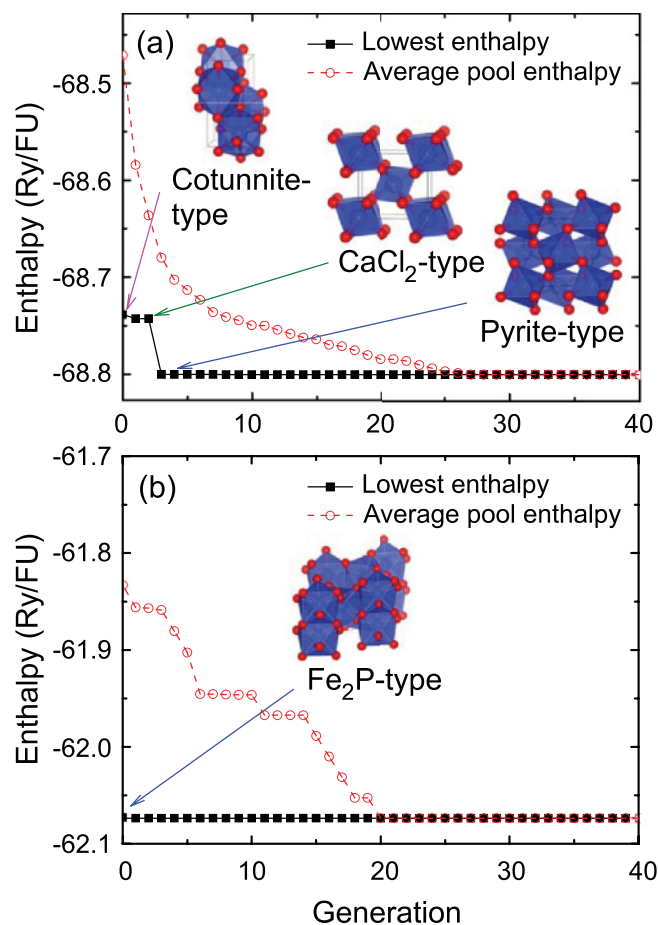 (a)
Lowest enthalpy
Average pool enthalpy
-68.5
-68.6
-68.7
-68.8
Enthalpy (Ry/FU)
Cotunnite-
type
CaCl₂-type
Pyrite-type
0 10 20 30 40
(b)
Lowest enthalpy
Average pool enthalpy
-61.7
-61.8
-61.9
-62.0
-62.1
Enthalpy (Ry/FU)
Fe₂P-type
0 10 20 30 40
Generation